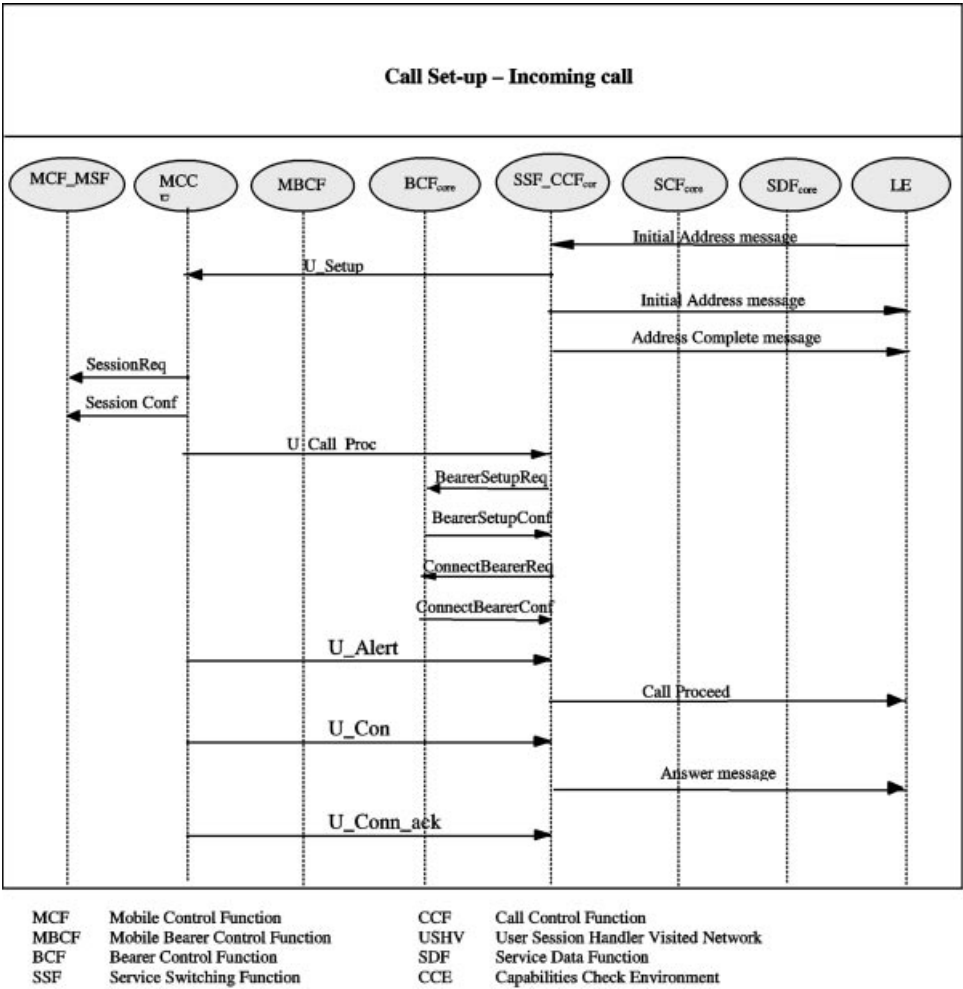 Call Set-up – Incoming call
MCF_MSF MCC MBCF BCFcore SSF_CCFcor SCFcore SDFcore LE
Initial Address message
U_Setup
Initial Address message
Address Complete message
SessionReq
Session Conf
U_Call_Proc
BearerSetupReq
BearerSetupConf
ConnectBearerReq
ConnectBearerConf
U_Alert
Call Proceed
U_Con
Answer message
U_Conn_ack
MCF Mobile Control Function CCF Call Control Function
MBCF Mobile Bearer Control Function USHV User Session Handler Visited Network
BCF Bearer Control Function SDF Service Data Function
SSF Service Switching Function CCE Capabilities Check Environment